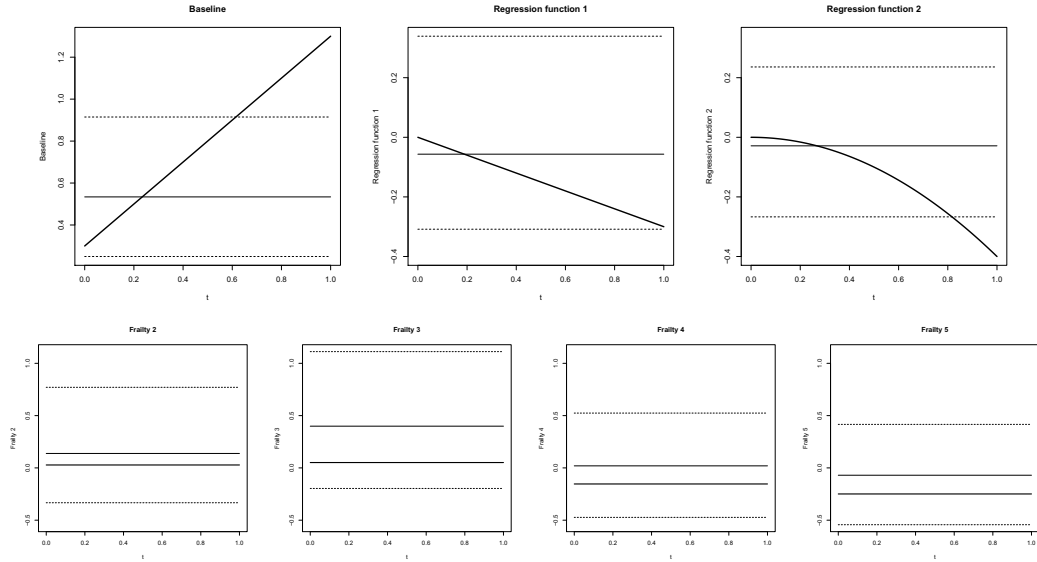 Baseline
Regression function 1
Regression function 2
Baseline
0.4 0.6 0.8 1.0 1.2
0.0 0.2 0.4 0.6 0.8 1.0
t
Regression function 1
−0.4 −0.2 0.0 0.2
0.0 0.2 0.4 0.6 0.8 1.0
t
Regression function 2
−0.4 −0.2 0.0 0.2
0.0 0.2 0.4 0.6 0.8 1.0
t
Frailty 2
Frailty 3
Frailty 4
Frailty 5
Frailty 2
−0.5 0.0 0.5 1.0
0.0 0.2 0.4 0.6 0.8 1.0
t
Frailty 3
−0.5 0.0 0.5 1.0
0.0 0.2 0.4 0.6 0.8 1.0
t
Frailty 4
−0.5 0.0 0.5 1.0
0.0 0.2 0.4 0.6 0.8 1.0
t
Frailty 5
−0.5 0.0 0.5 1.0
0.0 0.2 0.4 0.6 0.8 1.0
t